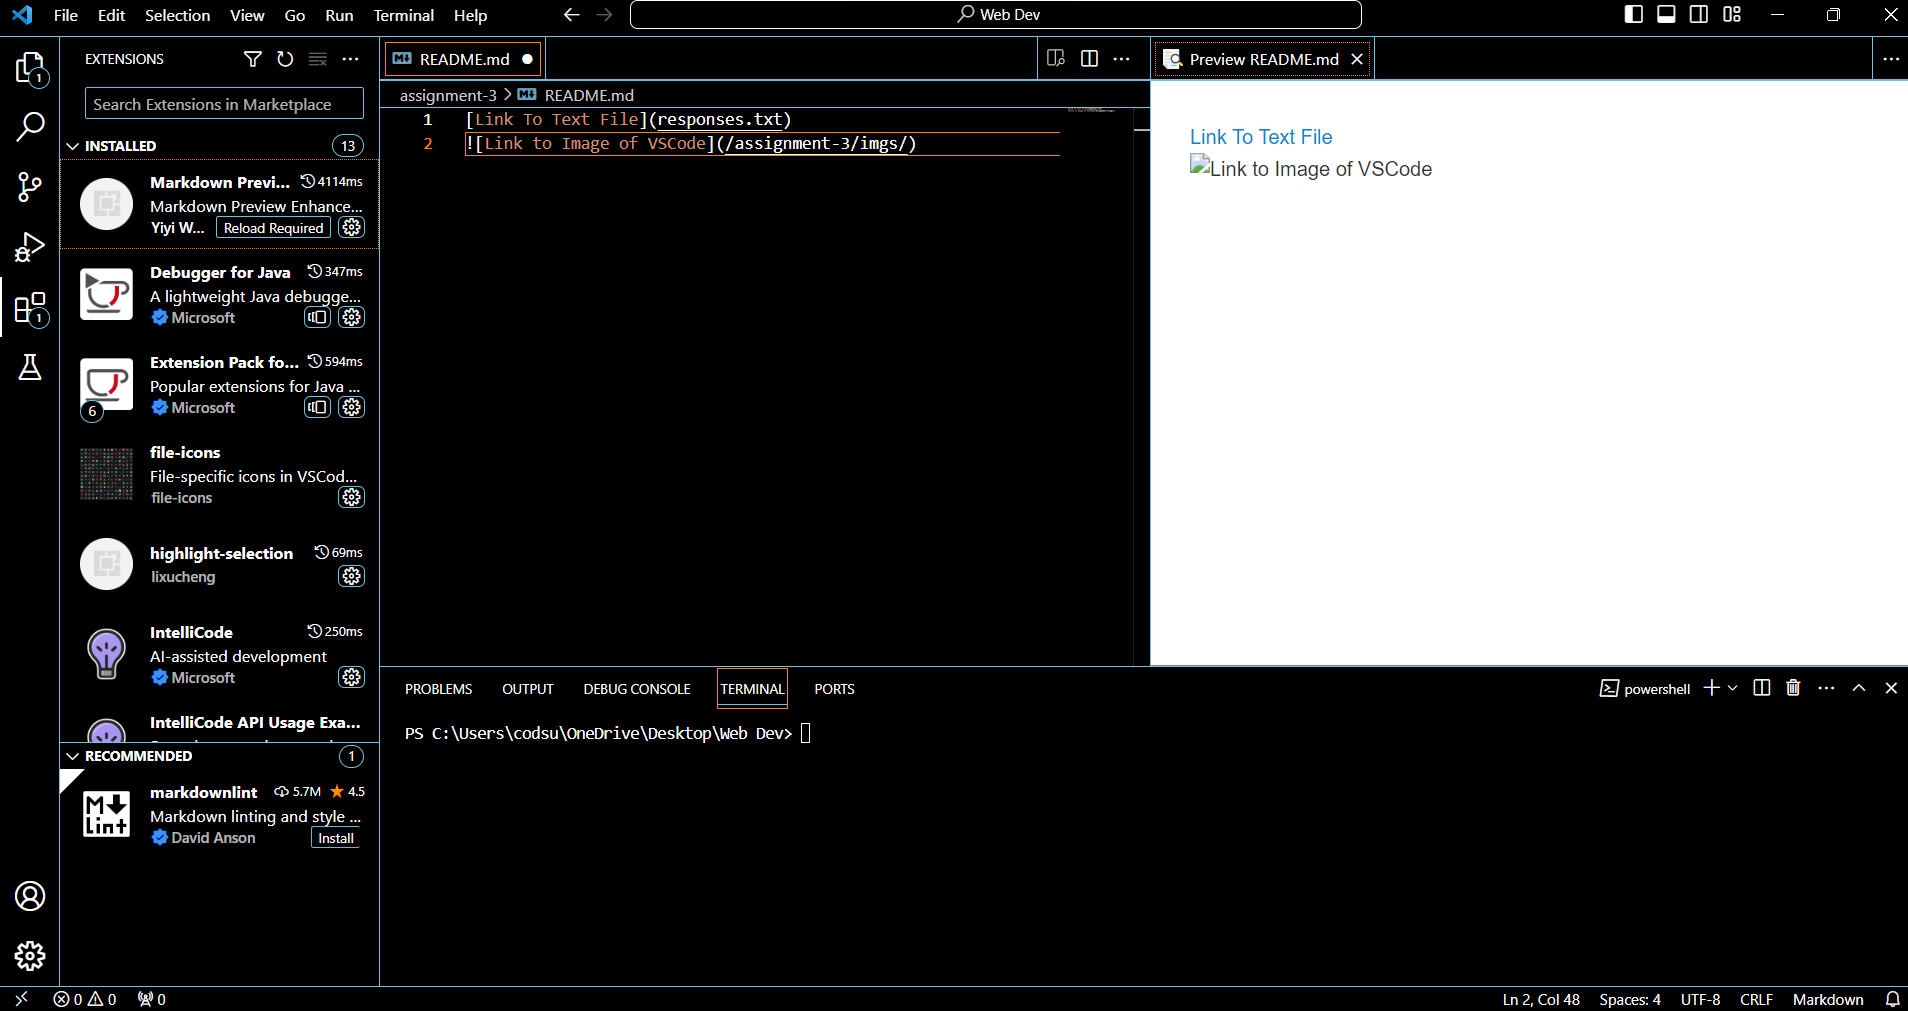 File Edit Selection View Go Run Terminal Help
Web Dev
EXTENSIONS
Search Extensions in Marketplace
INSTALLED 13
Markdown Previ... 4114ms
Markdown Preview Enhance...
Yiyi W... Reload Required
Debugger for Java 347ms
A lightweight Java debugge...
Microsoft
Extension Pack fo... 594ms
Popular extensions for Java ...
Microsoft
6
file-icons
File-specific icons in VSCod...
file-icons
highlight-selection 69ms
lixucheng
IntelliCode 250ms
AI-assisted development
Microsoft
IntelliCode API Usage Exa...
RECOMMENDED 1
markdownlint 5.7M 4.5
Markdown linting and style ...
David Anson Install
1
1
README.md
assignment-3 > README.md
1 [Link To Text File](responses.txt)
2 ![Link to Image of VSCode](/assignment-3/imgs/)
Preview README.md
Link To Text File
Link to Image of VSCode
PROBLEMS OUTPUT DEBUG CONSOLE TERMINAL PORTS
powershell
PS C:\Users\codsu\OneDrive\Desktop\Web Dev>
0 0 0
Ln 2, Col 48 Spaces: 4 UTF-8 CRLF Markdown